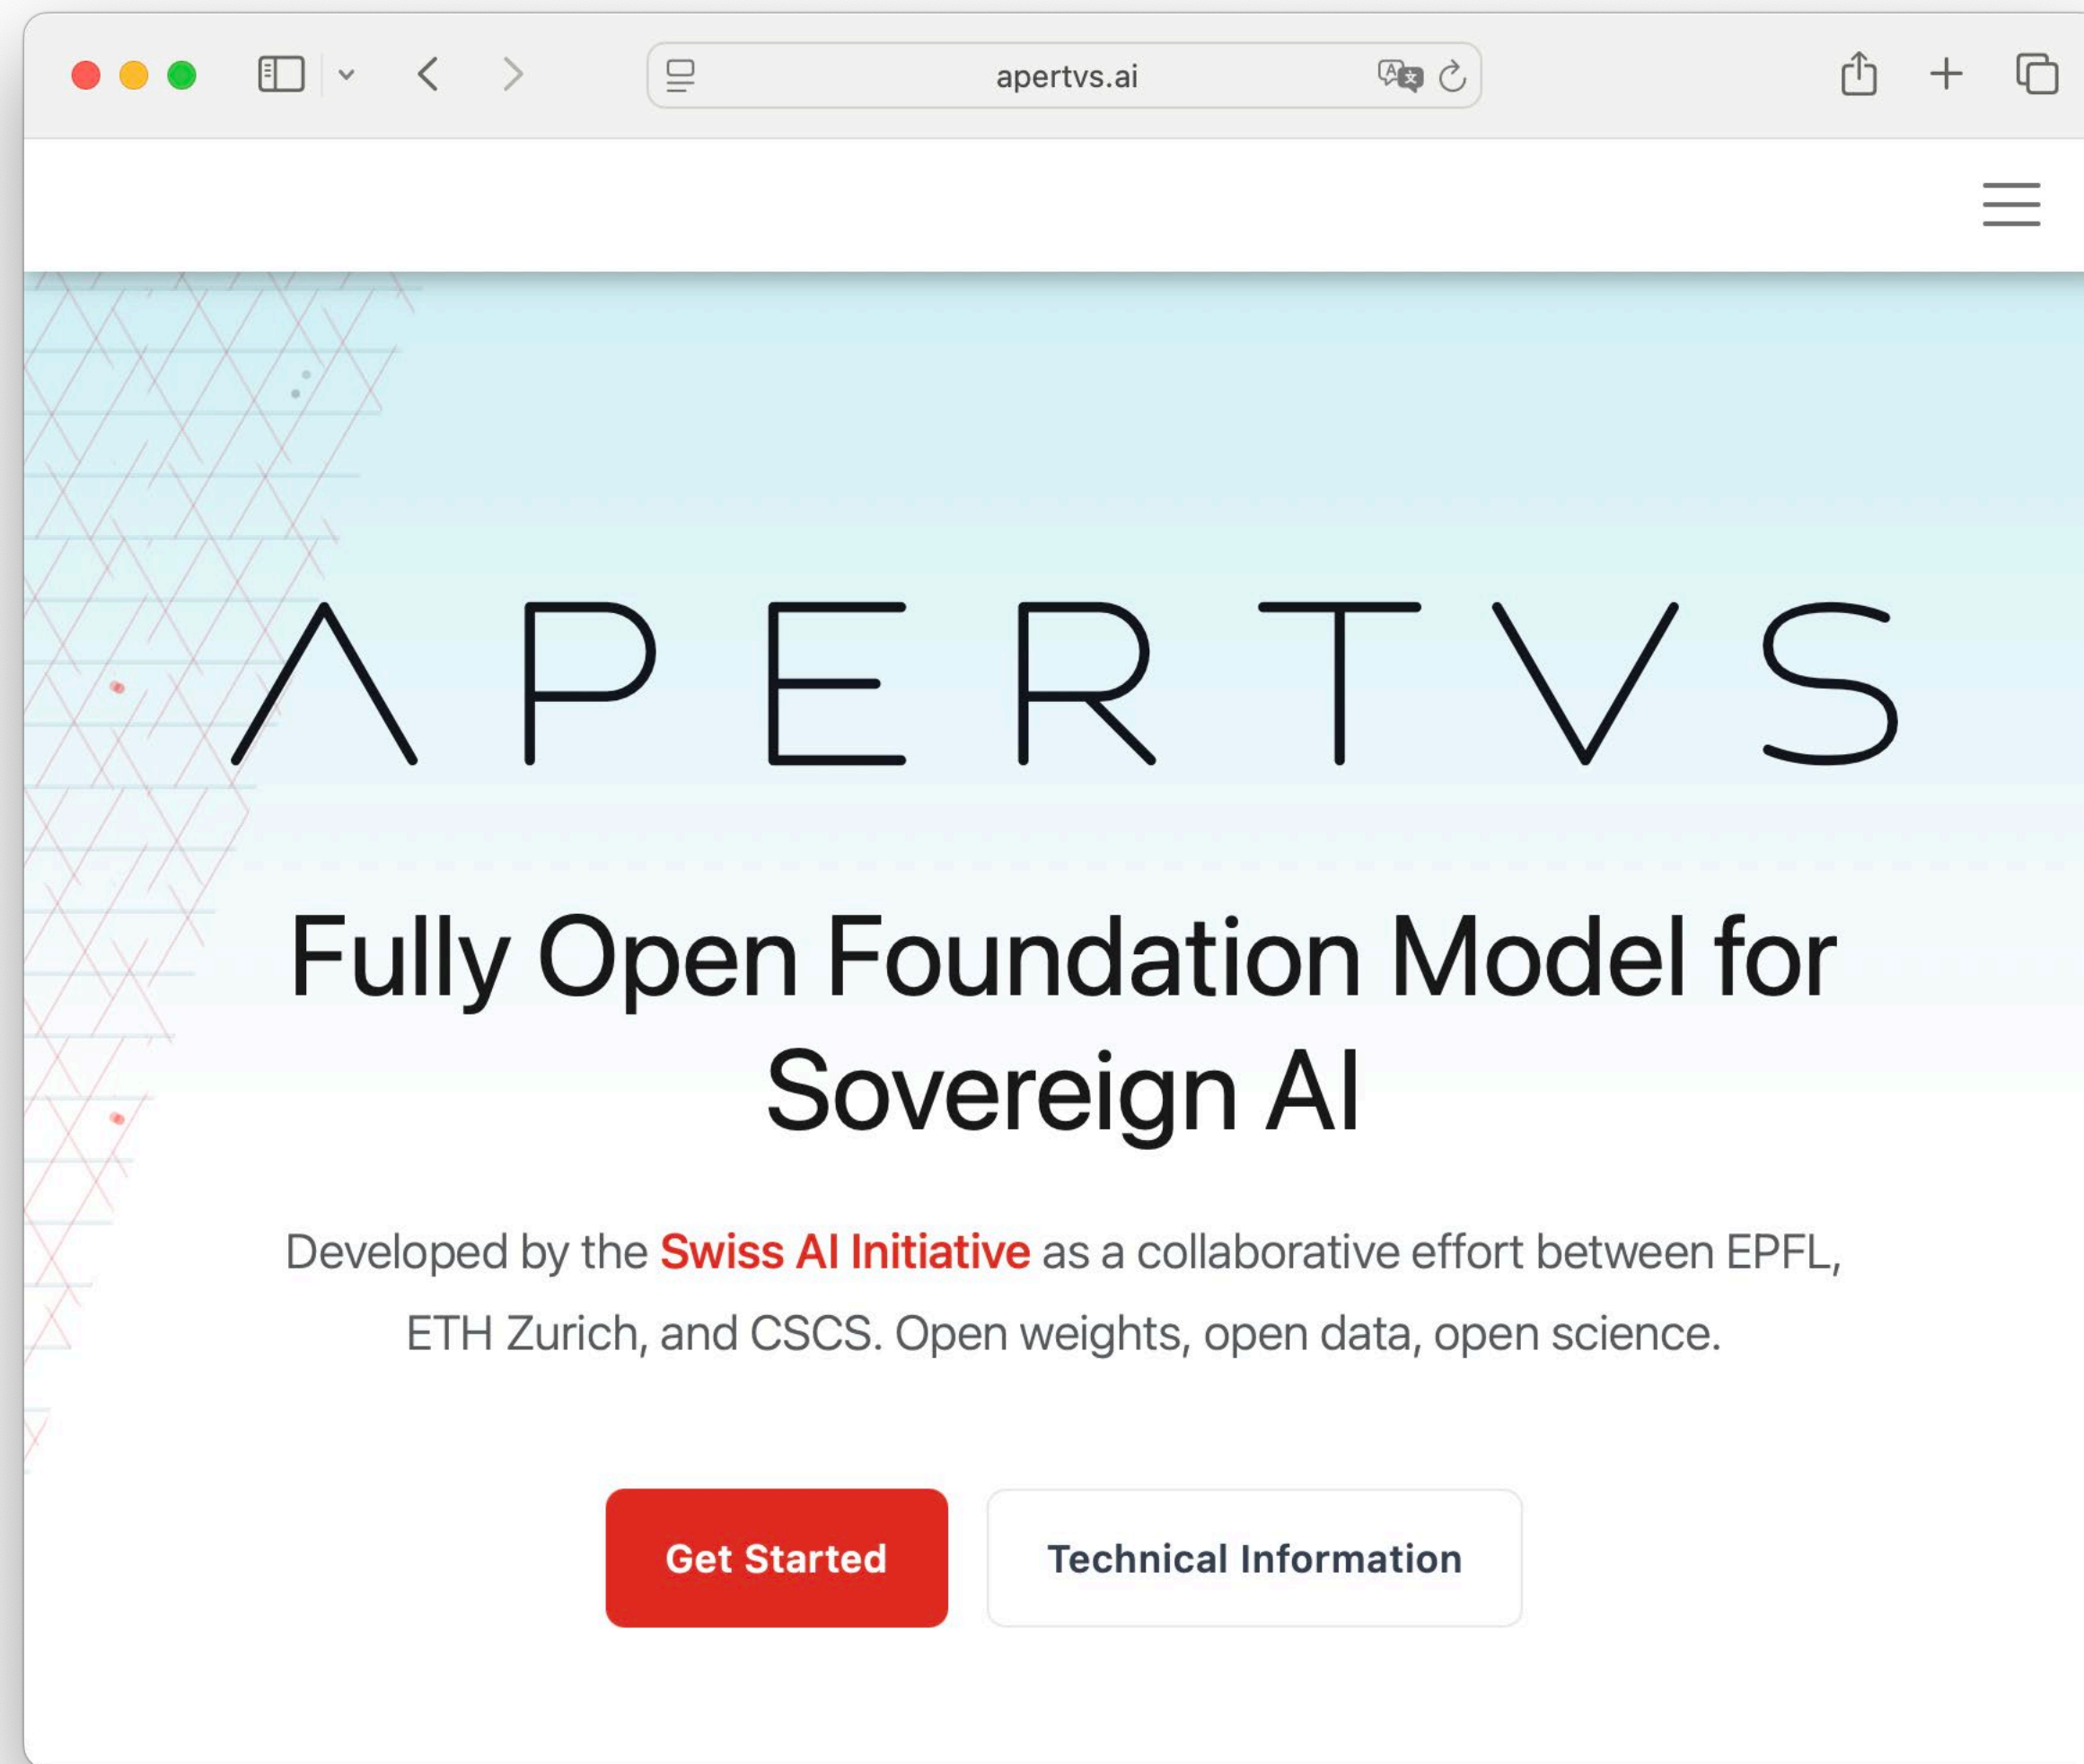 apertvs.ai
APERTVS
Fully Open Foundation Model for
Sovereign AI
Developed by the Swiss AI Initiative as a collaborative effort between EPFL,
ETH Zurich, and CSCS. Open weights, open data, open science.
Get Started
Technical Information